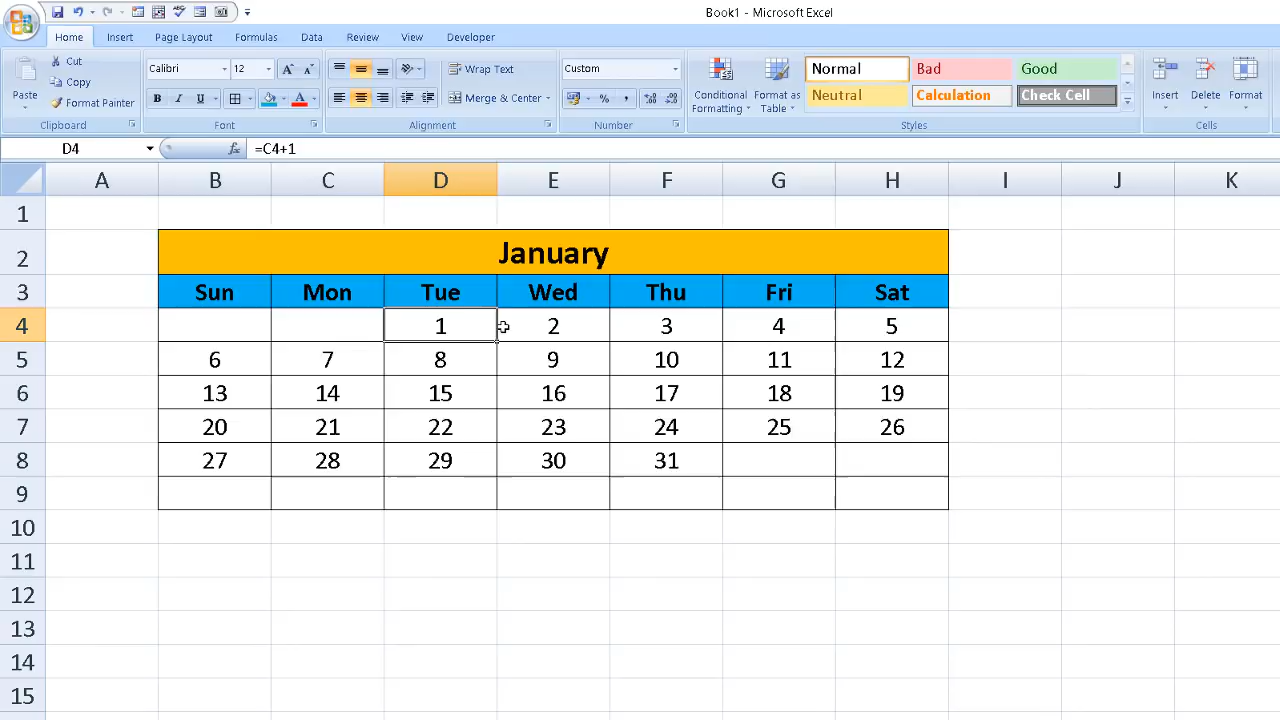 Book1 - Microsoft Excel
Home Insert Page Layout Formulas Data Review View Developer
Cut
Copy
Format Painter
Paste
Clipboard
Calibri 12
B I U
Font
Wrap Text
Merge & Center
Alignment
Custom
Number
Conditional Formatting
Format as Table
Normal Bad Good
Neutral Calculation Check Cell
Styles
Insert Delete Format
Cells
D4 fx =C4+1
A B C D E F G H I J K
1
2 January
3 Sun Mon Tue Wed Thu Fri Sat
4 1 2 3 4 5
5 6 7 8 9 10 11 12
6 13 14 15 16 17 18 19
7 20 21 22 23 24 25 26
8 27 28 29 30 31
9
10
11
12
13
14
15